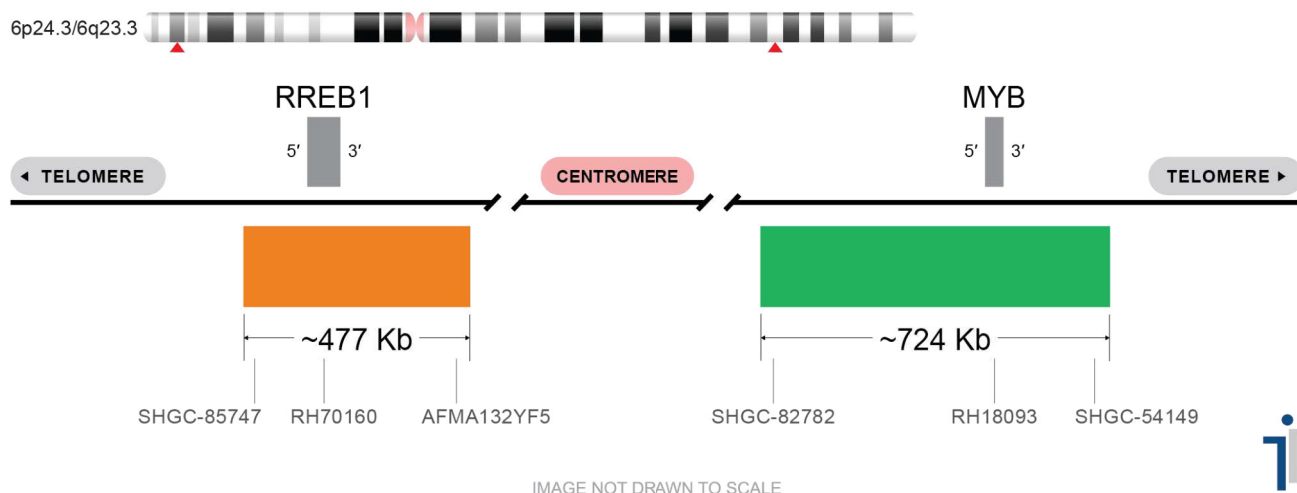 6p24.3/6q23.3
RREB1 MYB
5′ 3′ 5′ 3′
◄ TELOMERE CENTROMERE TELOMERE ►
~477 Kb ~724 Kb
SHGC-85747 RH70160 AFMA132YF5 SHGC-82782 RH18093 SHGC-54149
IMAGE NOT DRAWN TO SCALE